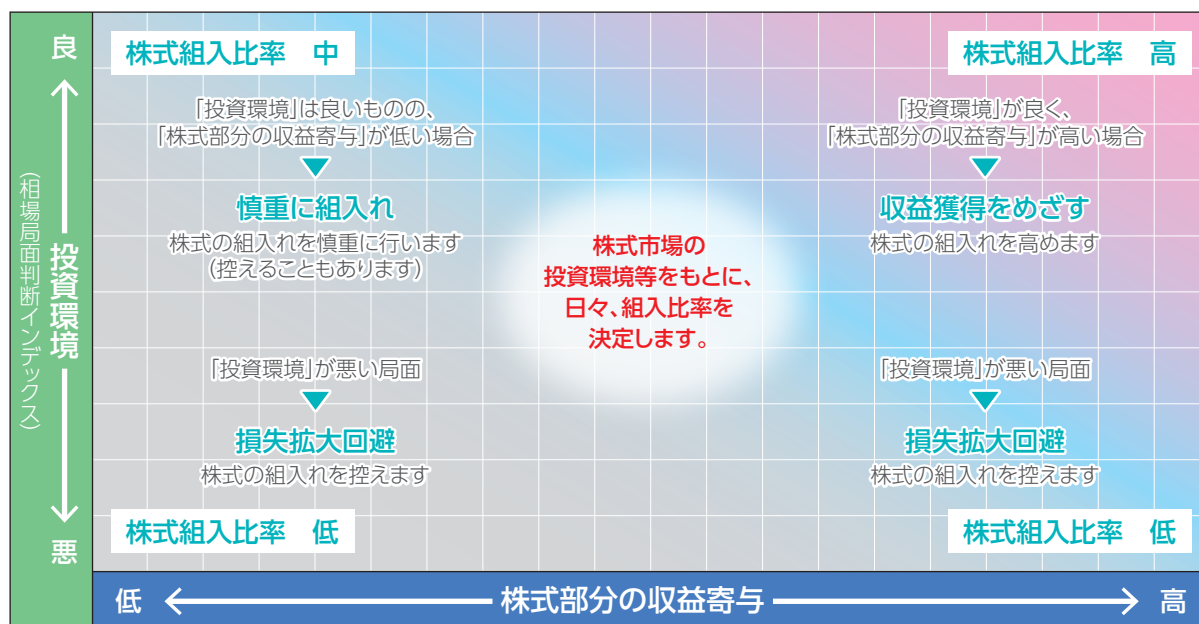 良
投資環境
(相場局面判断インデックス)
悪
株式組入比率 中
「投資環境」は良いものの、
「株式部分の収益寄与」が低い場合
慎重に組入れ
株式の組入れを慎重に行います
(控えることもあります)
株式組入比率 高
「投資環境」が良く、
「株式部分の収益寄与」が高い場合
収益獲得をめざす
株式の組入れを高めます
株式市場の
投資環境等をもとに、
日々、組入比率を
決定します。
「投資環境」が悪い局面
損失拡大回避
株式の組入れを控えます
株式組入比率 低
「投資環境」が悪い局面
損失拡大回避
株式の組入れを控えます
株式組入比率 低
低
株式部分の収益寄与
高